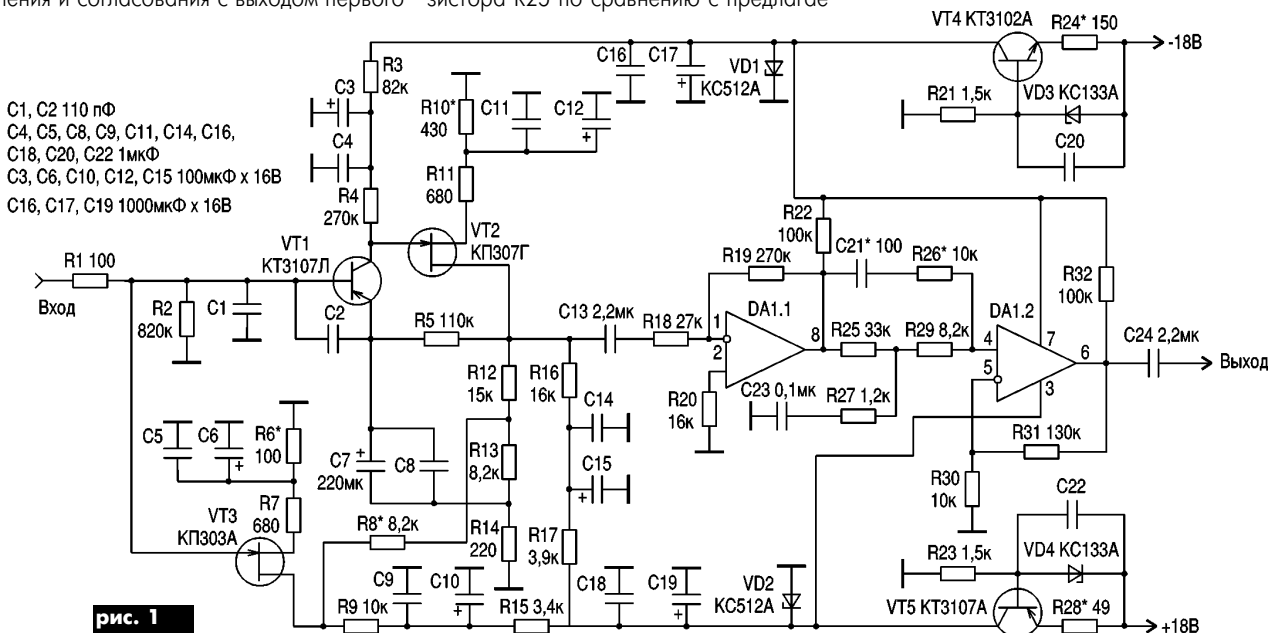 ления и согласования с выходом первого зистора R25 по сравнению с предлагае
VT4 КТ3102А
R24* 150
-18В
R3
82к
C16
C17
VD1
КС512А
R21 1,5к
VD3 КС133А
C20
C1, C2 110 пФ
C4, C5, C8, C9, C11, C14, C16,
C18, C20, C22 1мкФ
C3, C6, C10, C12, C15 100мкФ х 16В
C16, C17, C19 1000мкФ х 16В
C3
C4
R10*
430
C11
C12
R11
680
R4
270к
VT1
КТ3107Л
VT2
КП307Г
R1 100
Вход
R2
820к
C1
C2
R5 110к
C13 2,2мк
R18 27к
R22
100к
C21* 100
R26* 10к
R19 270к
DA1.1
1
2
8
R25 33к
R29 8,2к
DA1.2
4
5
7
6
3
R32
100к
C24 2,2мк
Выход
R12
15к
R16
16к
C14
R20
16к
C23 0,1мк
R27 1,2к
R31 130к
R30
10к
C5
C6
R6*
100
C7
220мк
C8
R13
8,2к
C15
R7
680
VT3
КП303А
R8* 8,2к
R14
220
R17
3,9к
C22
R23 1,5к
VD4 КС133А
C9
C10
C18
C19
VD2
КС512А
VT5 КТ3107А
R28* 49
рис. 1
R9 10к
R15 3,4к
+18В